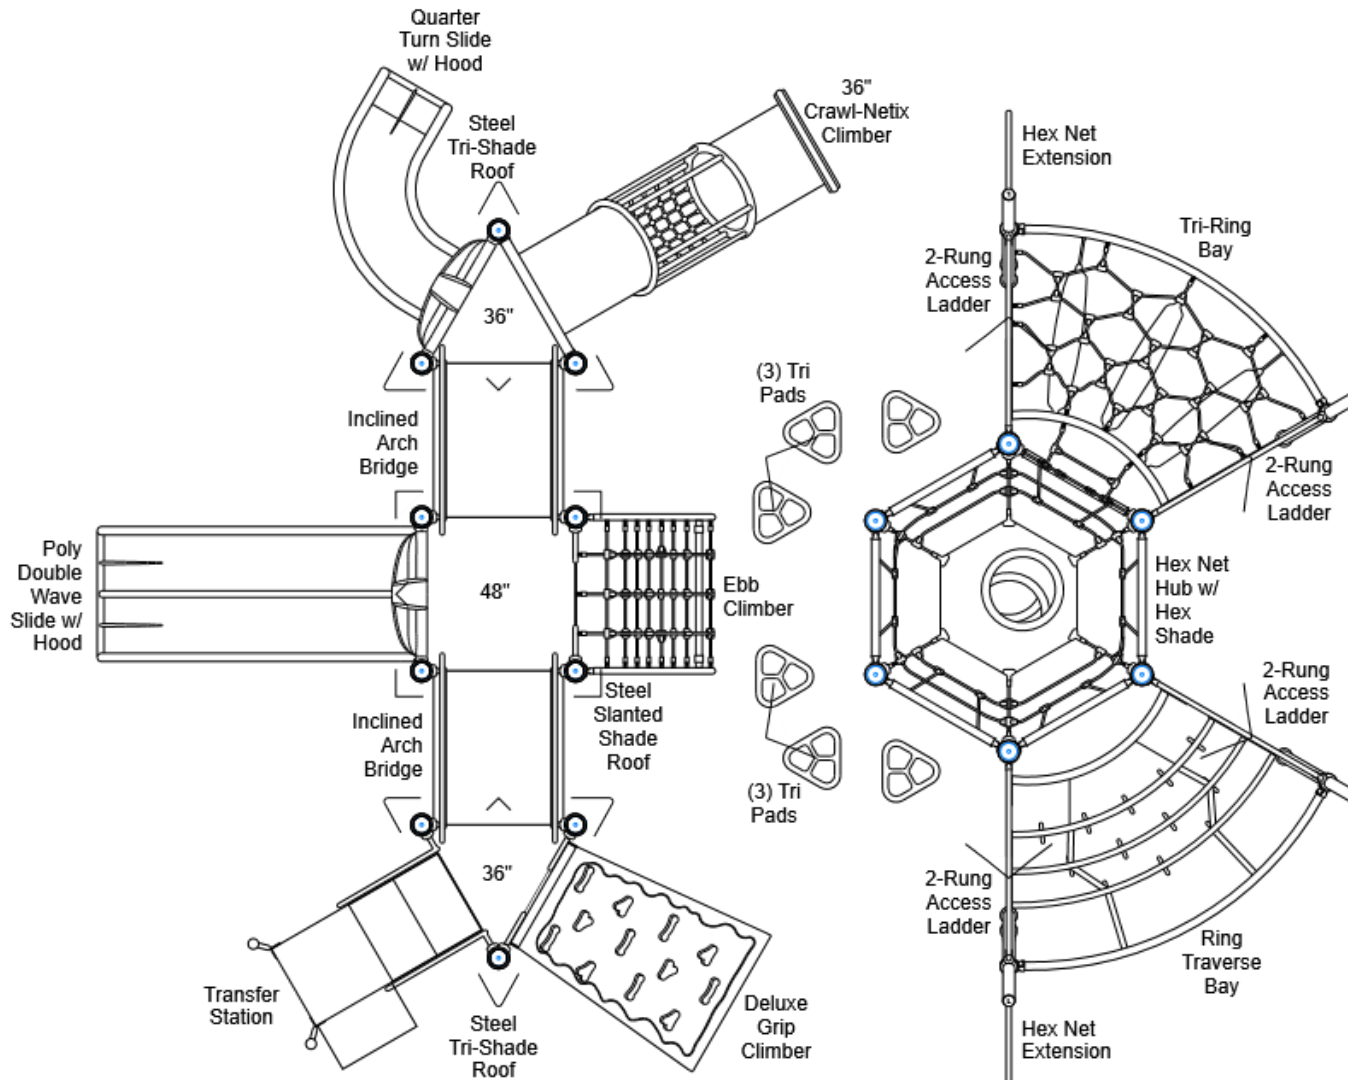 Quarter
Turn Slide
w/ Hood
Steel
Tri-Shade
Roof
36"
Crawl-Netix
Climber
Hex Net
Extension
Tri-Ring
Bay
2-Rung
Access
Ladder
36"
(3) Tri
Pads
Inclined
Arch
Bridge
2-Rung
Access
Ladder
Poly
Double
Wave
Slide w/
Hood
48"
Ebb
Climber
Hex Net
Hub w/
Hex
Shade
Steel
Slanted
Shade
Roof
2-Rung
Access
Ladder
Inclined
Arch
Bridge
(3) Tri
Pads
36"
2-Rung
Access
Ladder
Ring
Traverse
Bay
Transfer
Station
Steel
Tri-Shade
Roof
Deluxe
Grip
Climber
Hex Net
Extension